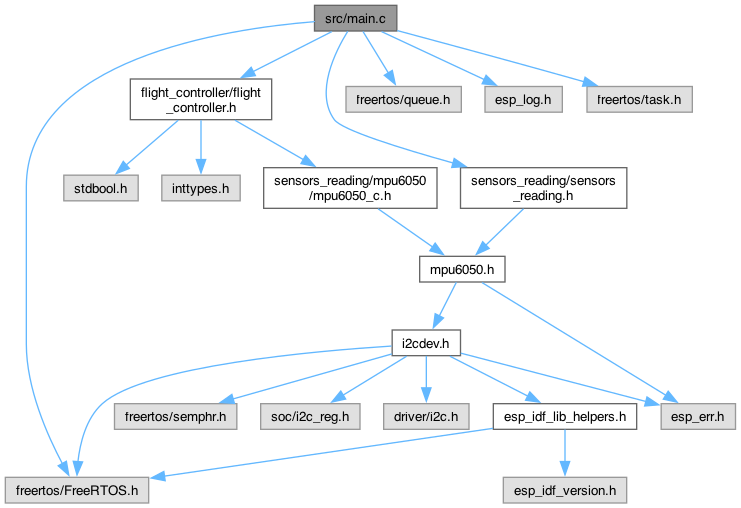 src/main.c
flight_controller/flight
_controller.h
freertos/queue.h
esp_log.h
freertos/task.h
stdbool.h
inttypes.h
sensors_reading/mpu6050
/mpu6050_c.h
sensors_reading/sensors
_reading.h
mpu6050.h
i2cdev.h
freertos/semphr.h
soc/i2c_reg.h
driver/i2c.h
esp_idf_lib_helpers.h
esp_err.h
freertos/FreeRTOS.h
esp_idf_version.h